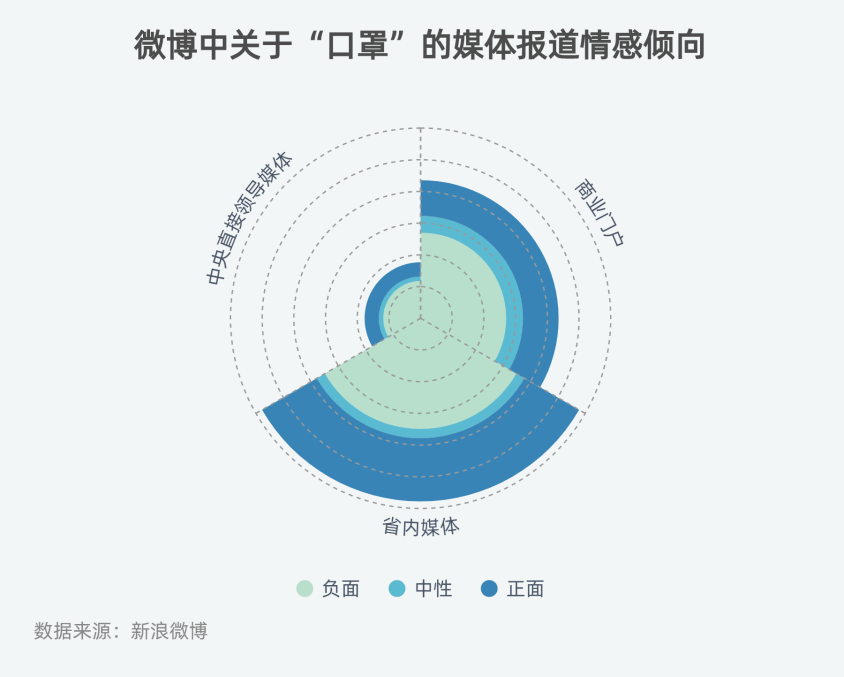 微博中关于“口罩”的媒体报道情感倾向
中央直接领导媒体
商业门户
省内媒体
负面 中性 正面
数据来源：新浪微博